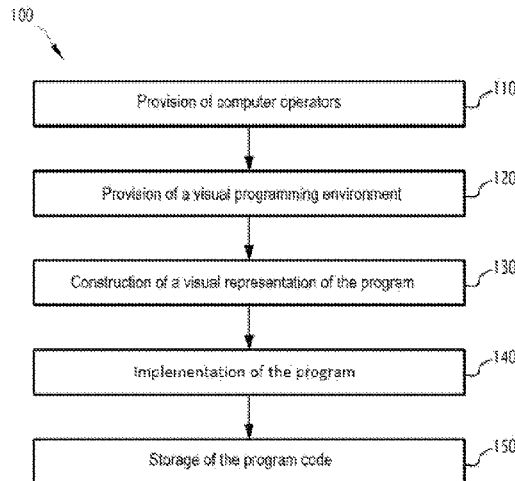 100
Provision of computer operators
110
Provision of a visual programming environment
120
Construction of a visual representation of the program
130
Implementation of the program
140
Storage of the program code
150